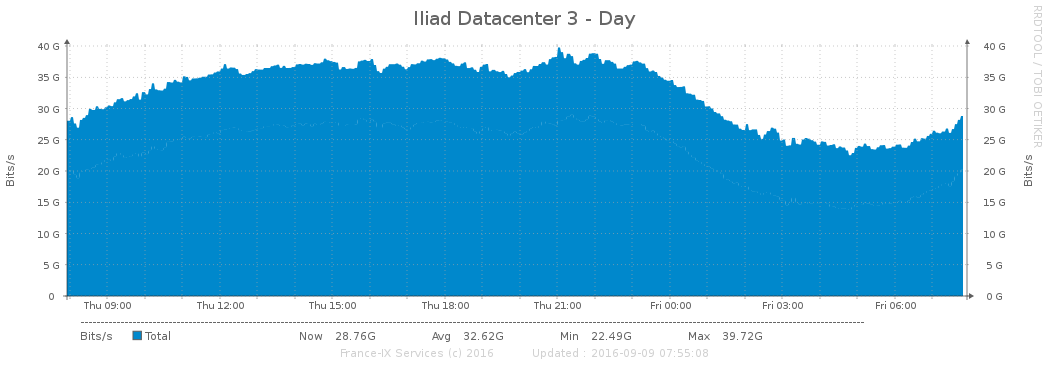 Iliad Datacenter 3 - Day
RRDTOOL / TOBI OETIKER
Bits/s
40 G 40 G
35 G 35 G
30 G 30 G
25 G 25 G
20 G 20 G
15 G 15 G
10 G 10 G
5 G 5 G
0 0 G
Bits/s
Thu 09:00 Thu 12:00 Thu 15:00 Thu 18:00 Thu 21:00 Fri 00:00 Fri 03:00 Fri 06:00
Bits/s Total Now 28.76G Avg 32.62G Min 22.49G Max 39.72G
France-IX Services (c) 2016 Updated : 2016-09-09 07:55:08